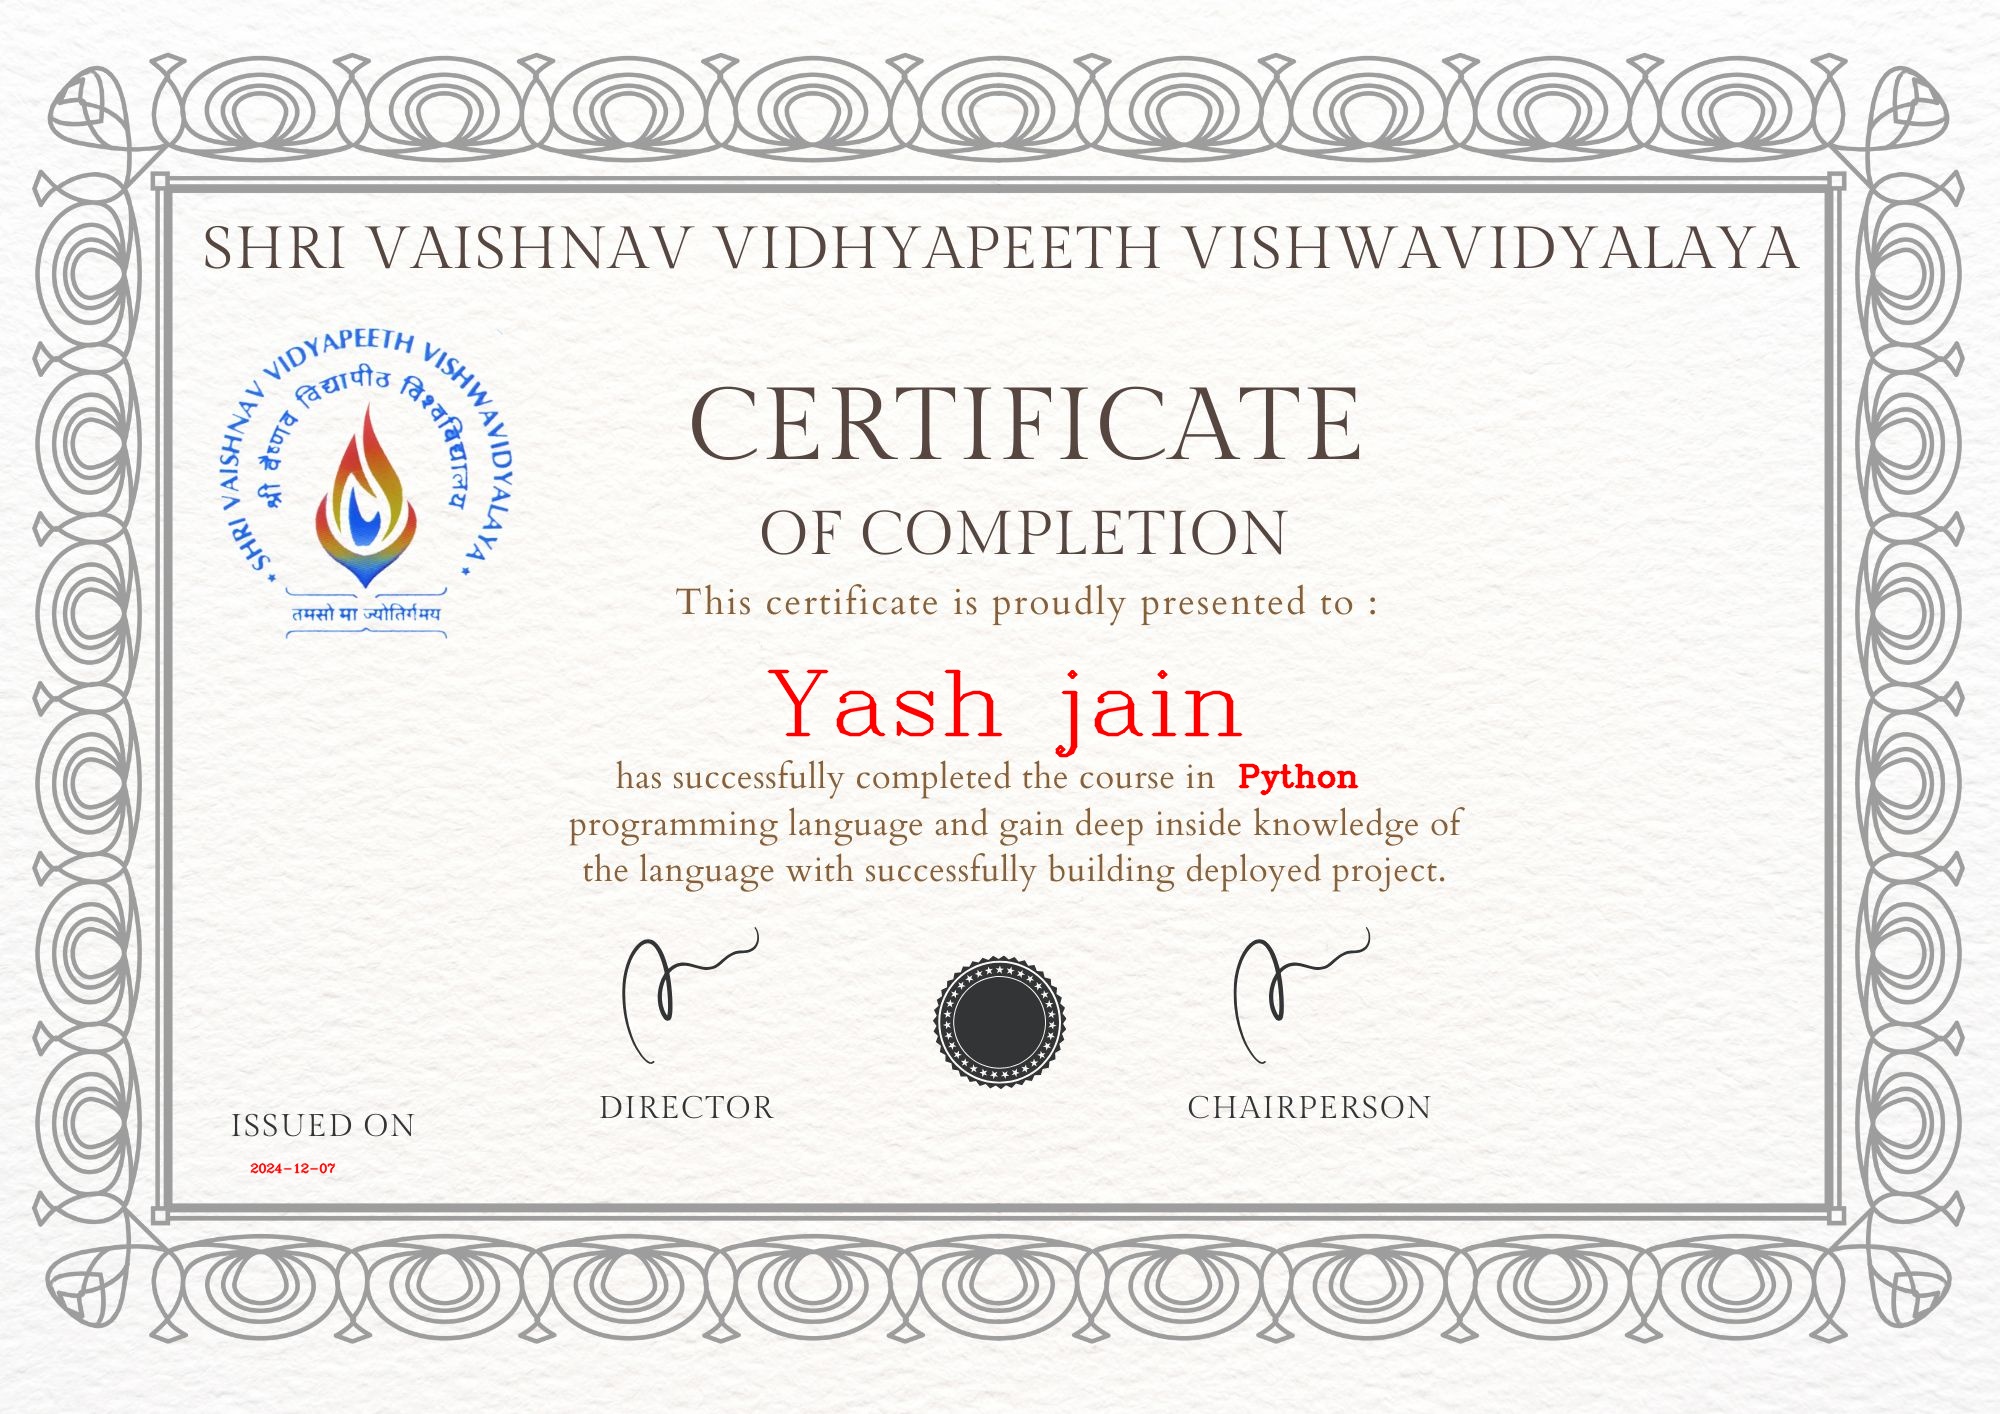 SHRI VAISHNAV VIDHYAPEETH VISHWAVIDYALAYA
SHRI VAISHNAV VIDYAPEETH VISHWAVIDYALAYA
श्री वैष्णव विद्यापीठ विश्वविद्यालय
तमसो मा ज्योतिर्गमय
CERTIFICATE
OF COMPLETION
This certificate is proudly presented to :
Yash jain
has successfully completed the course in Python
programming language and gain deep inside knowledge of
the language with successfully building deployed project.
DIRECTOR
CHAIRPERSON
ISSUED ON
2024-12-07